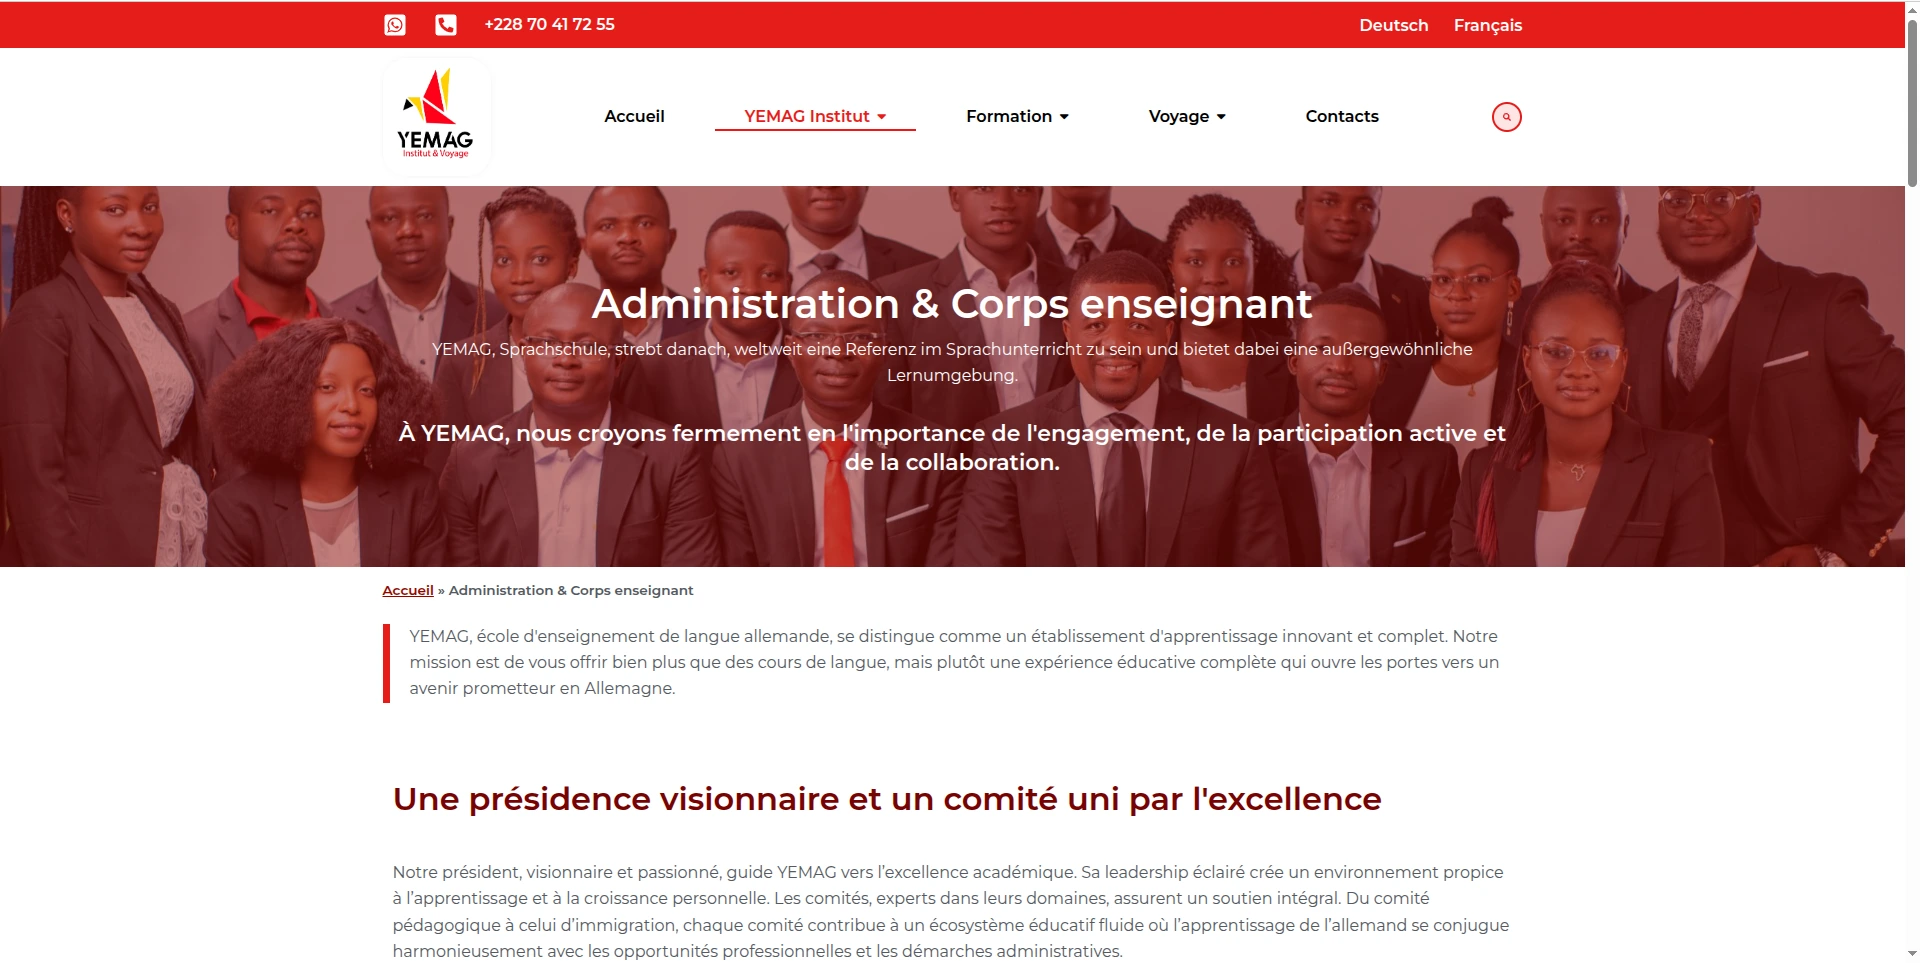 +228 70 41 72 55
Deutsch Français
YEMAG
Institut & Voyage
Accueil YEMAG Institut Formation Voyage Contacts
Administration & Corps enseignant
YEMAG, Sprachschule, strebt danach, weltweit eine Referenz im Sprachunterricht zu sein und bietet dabei eine außergewöhnliche
Lernumgebung.
À YEMAG, nous croyons fermement en l'importance de l'engagement, de la participation active et
de la collaboration.
Accueil » Administration & Corps enseignant
YEMAG, école d'enseignement de langue allemande, se distingue comme un établissement d'apprentissage innovant et complet. Notre
mission est de vous offrir bien plus que des cours de langue, mais plutôt une expérience éducative complète qui ouvre les portes vers un
avenir prometteur en Allemagne.
Une présidence visionnaire et un comité uni par l'excellence
Notre président, visionnaire et passionné, guide YEMAG vers l’excellence académique. Sa leadership éclairé crée un environnement propice
à l’apprentissage et à la croissance personnelle. Les comités, experts dans leurs domaines, assurent un soutien intégral. Du comité
pédagogique à celui d’immigration, chaque comité contribue à un écosystème éducatif fluide où l’apprentissage de l’allemand se conjugue
harmonieusement avec les opportunités professionnelles et les démarches administratives.